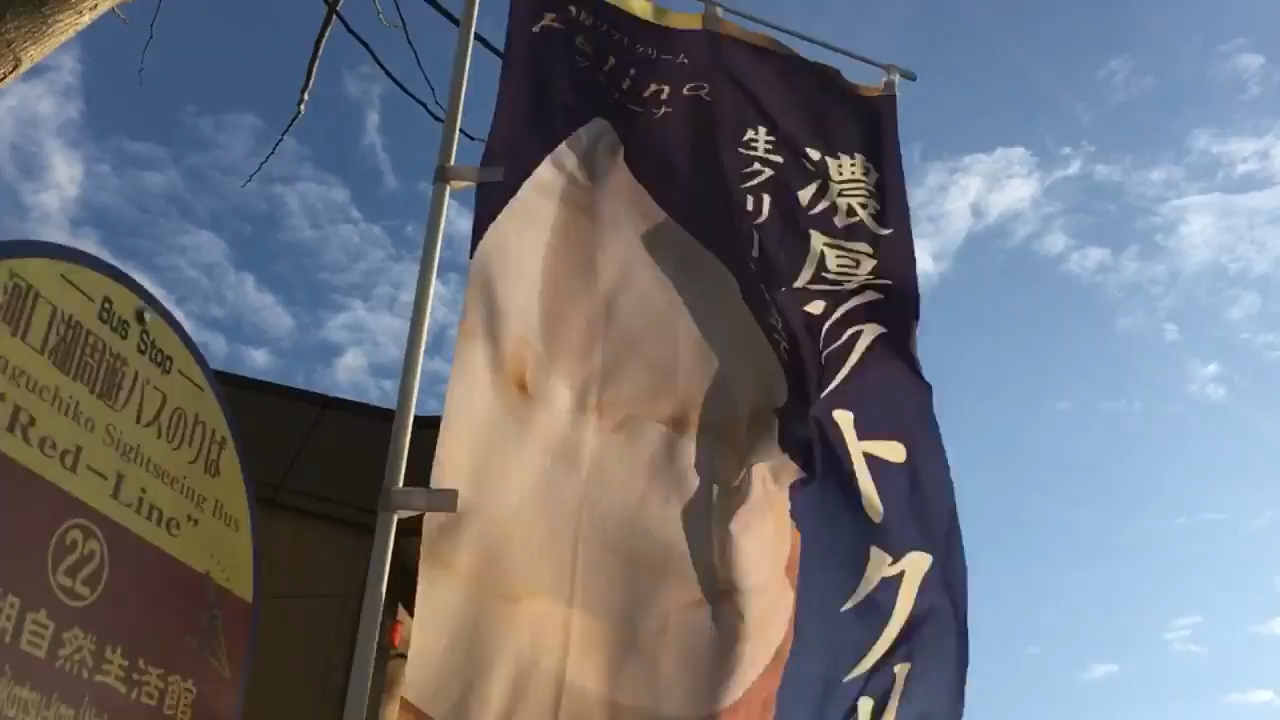 Bus Stop
河口湖周遊バスのりば
aguchiko Sightseeing Bus
"Red-Line"
22
湖自然生活館
ソフトクリーム
濃厚ソフトクリ
生クリー